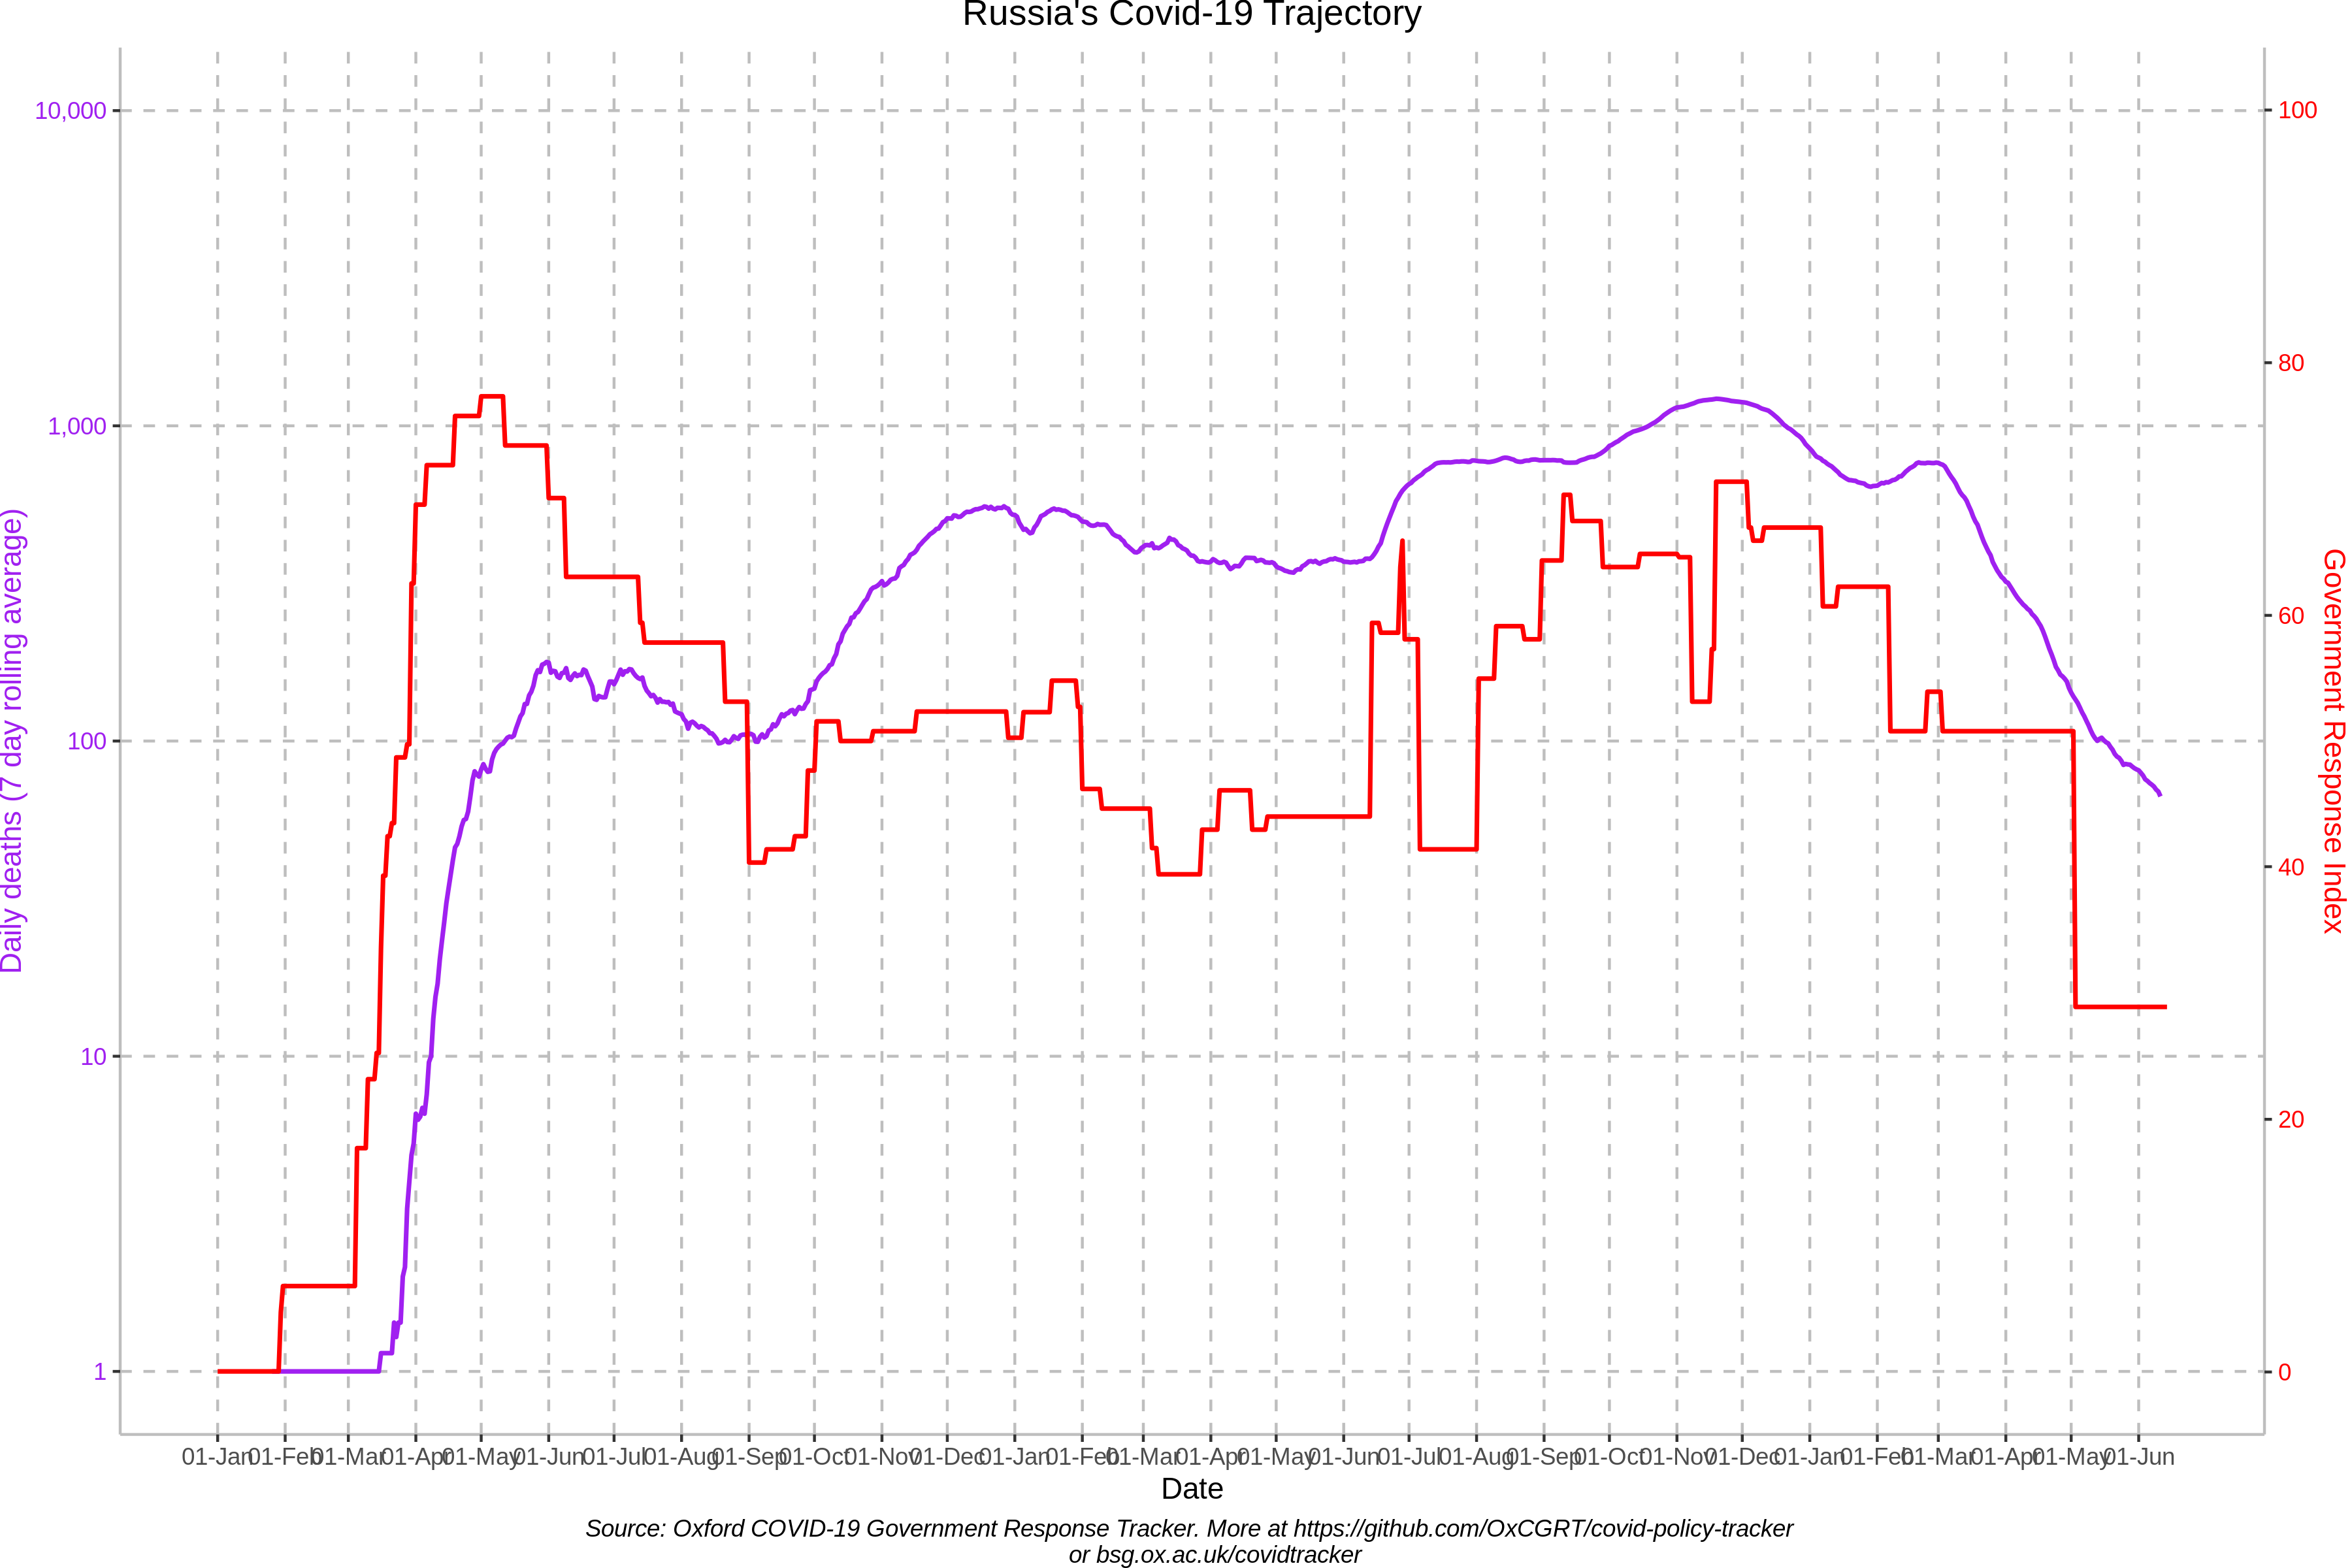 Russia's Covid-19 Trajectory
10,000
1,000
100
10
1
Daily deaths (7 day rolling average)
100
80
60
40
20
0
Government Response Index
01-Jan 01-Feb 01-Mar 01-Apr 01-May 01-Jun 01-Jul 01-Aug 01-Sep 01-Oct 01-Nov 01-Dec 01-Jan 01-Feb 01-Mar 01-Apr 01-May 01-Jun 01-Jul 01-Aug 01-Sep 01-Oct 01-Nov 01-Dec 01-Jan 01-Feb 01-Mar 01-Apr 01-May 01-Jun
Date
Source: Oxford COVID-19 Government Response Tracker. More at https://github.com/OxCGRT/covid-policy-tracker
or bsg.ox.ac.uk/covidtracker